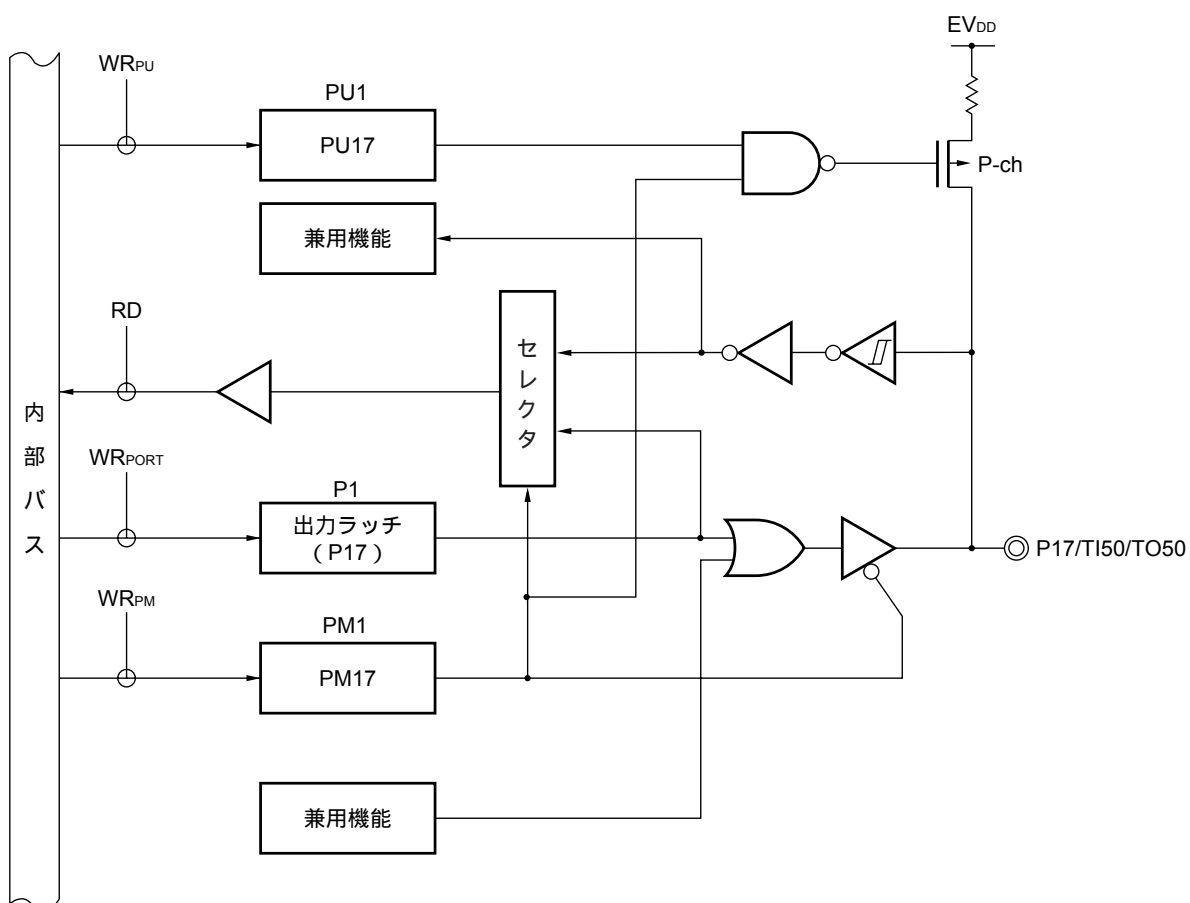 EVDD
WRPU
PU1
PU17
P-ch
兼用機能
RD
セレクタ
内部バス
WRPORT
P1
出力ラッチ
（P17）
P17/TI50/TO50
WRPM
PM1
PM17
兼用機能